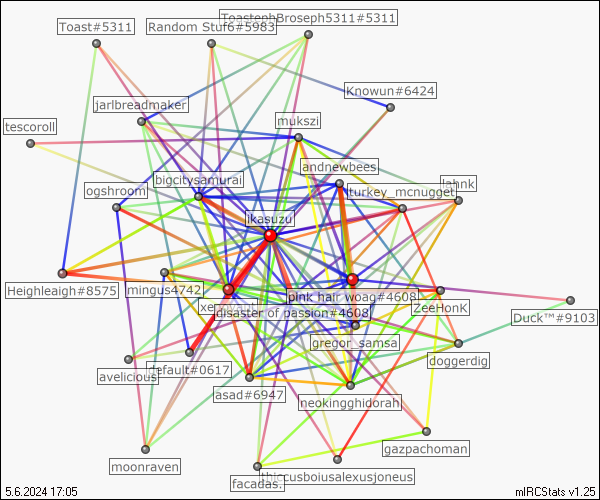 ToastephBroseph5311#5311
Toast#5311
Random Stuf6#5983
Knowun#6424
jarlbreadmaker
mukszi
tescoroll
andnewbees
bigcitysamurai
ogshroom
turkey_mcnugget
jahnk
ikasuzu
Heighleaigh#8575
mingus4742
pink hair woag#4608
disaster of passion#4608
ZeeHonK
Duck™#9103
gregor_samsa
doggerdig
avelicious
default#0617
asad#6947
neokingghidorah
gazpachoman
moonraven
facadas.
thiccusboiusalexusjoneus
5.6.2024 17:05
mIRCStats v1.25